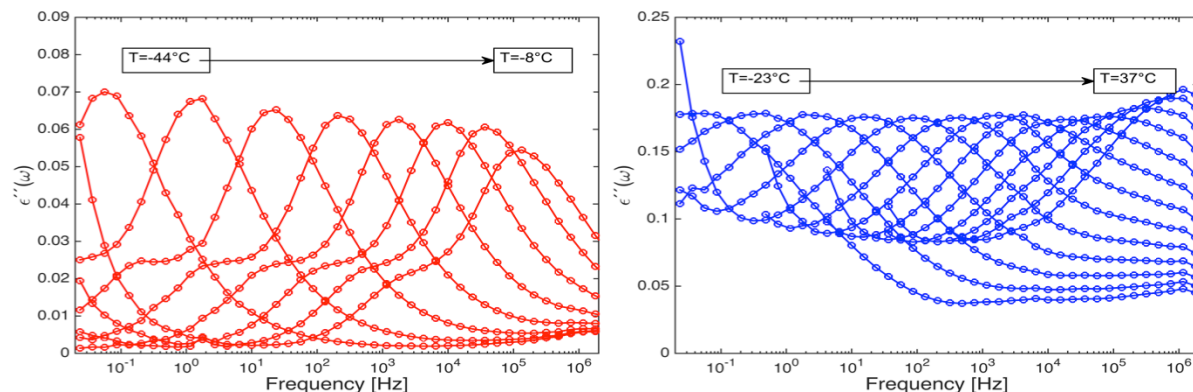 0.09
0.08
0.07
0.06
0.05
0.04
0.03
0.02
0.01
0
ϵ´´(ω)
T=-44°C
T=-8°C
10⁻¹ 10⁰ 10¹ 10² 10³ 10⁴ 10⁵ 10⁶
Frequency [Hz]
0.25
0.2
0.15
0.1
0.05
0
ϵ´´(ω)
T=-23°C
T=37°C
10⁻¹ 10⁰ 10¹ 10² 10³ 10⁴ 10⁵ 10⁶
Frequency [Hz]